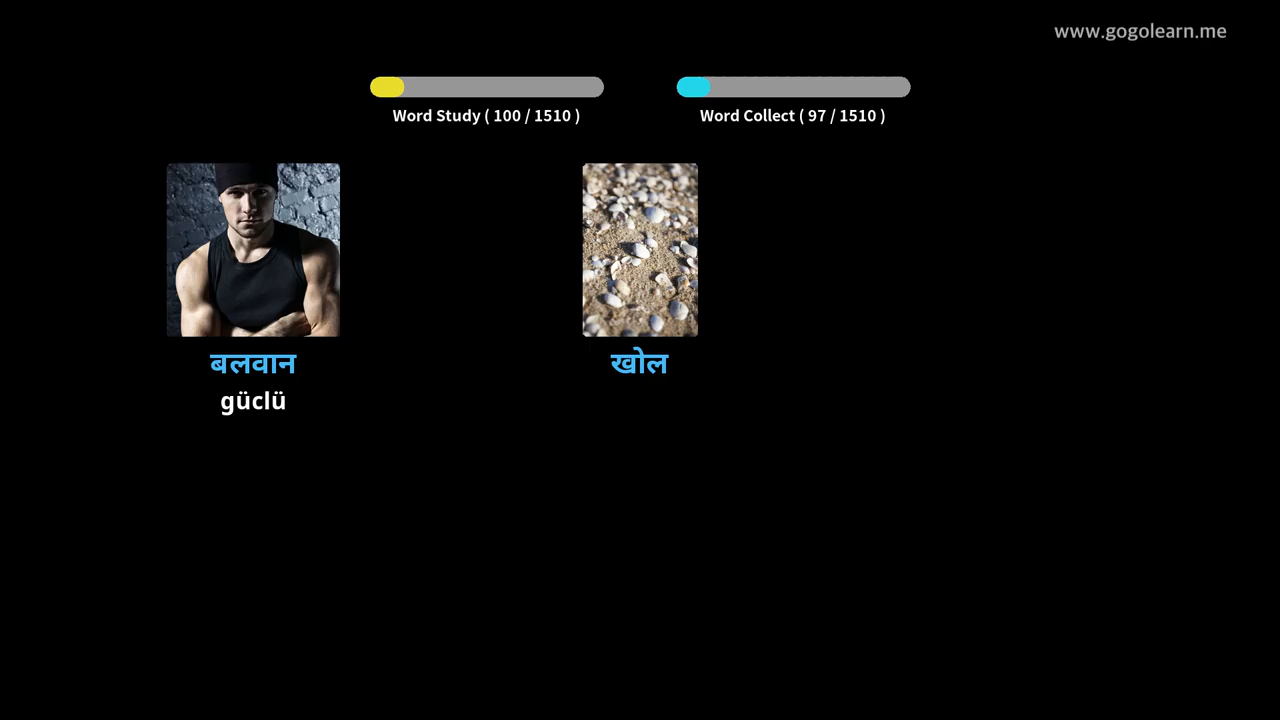 www.gogolearn.me
Word Study ( 100 / 1510 )
Word Collect ( 97 / 1510 )
बलवान
güclü
खोल